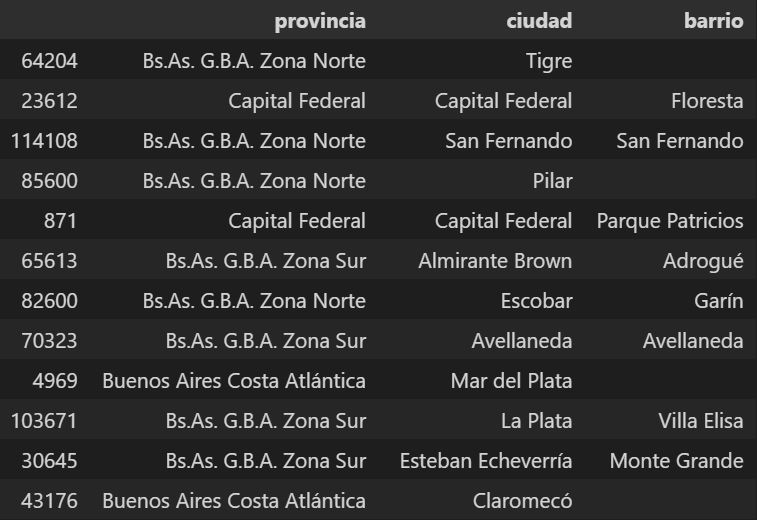 provincia ciudad barrio
64204 Bs.As. G.B.A. Zona Norte Tigre
23612 Capital Federal Capital Federal Floresta
114108 Bs.As. G.B.A. Zona Norte San Fernando San Fernando
85600 Bs.As. G.B.A. Zona Norte Pilar
871 Capital Federal Capital Federal Parque Patricios
65613 Bs.As. G.B.A. Zona Sur Almirante Brown Adrogué
82600 Bs.As. G.B.A. Zona Norte Escobar Garín
70323 Bs.As. G.B.A. Zona Sur Avellaneda Avellaneda
4969 Buenos Aires Costa Atlántica Mar del Plata
103671 Bs.As. G.B.A. Zona Sur La Plata Villa Elisa
30645 Bs.As. G.B.A. Zona Sur Esteban Echeverría Monte Grande
43176 Buenos Aires Costa Atlántica Claromecó